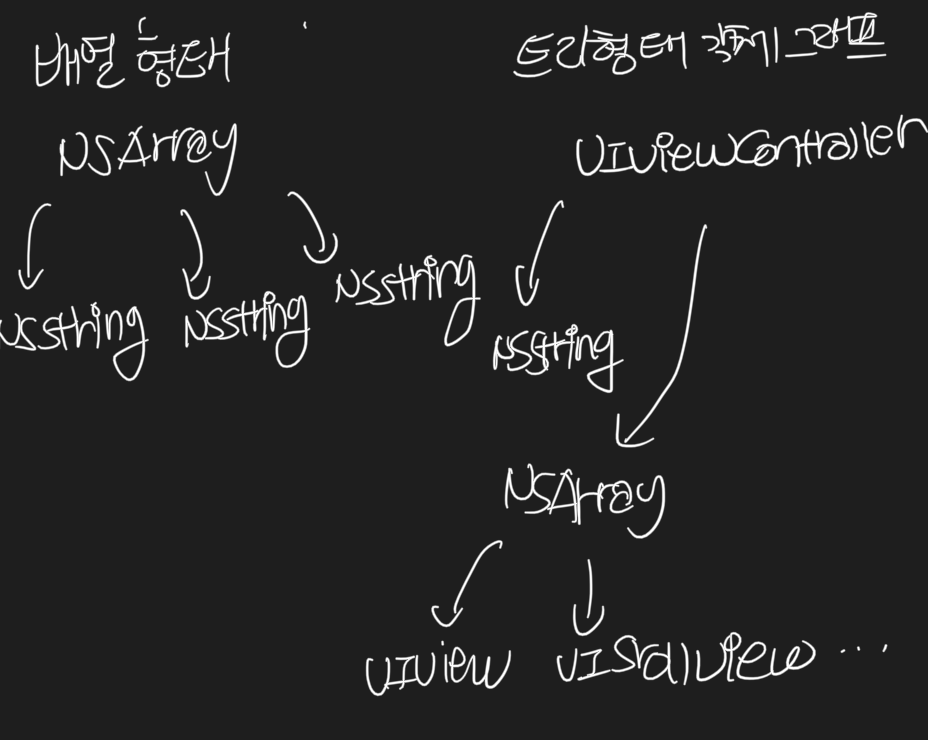 배열 형태
NSArray
NSString NSString NSString
트리형태 객체 그래프
UIViewController
NSString
NSArray
UIView UISrolView ...